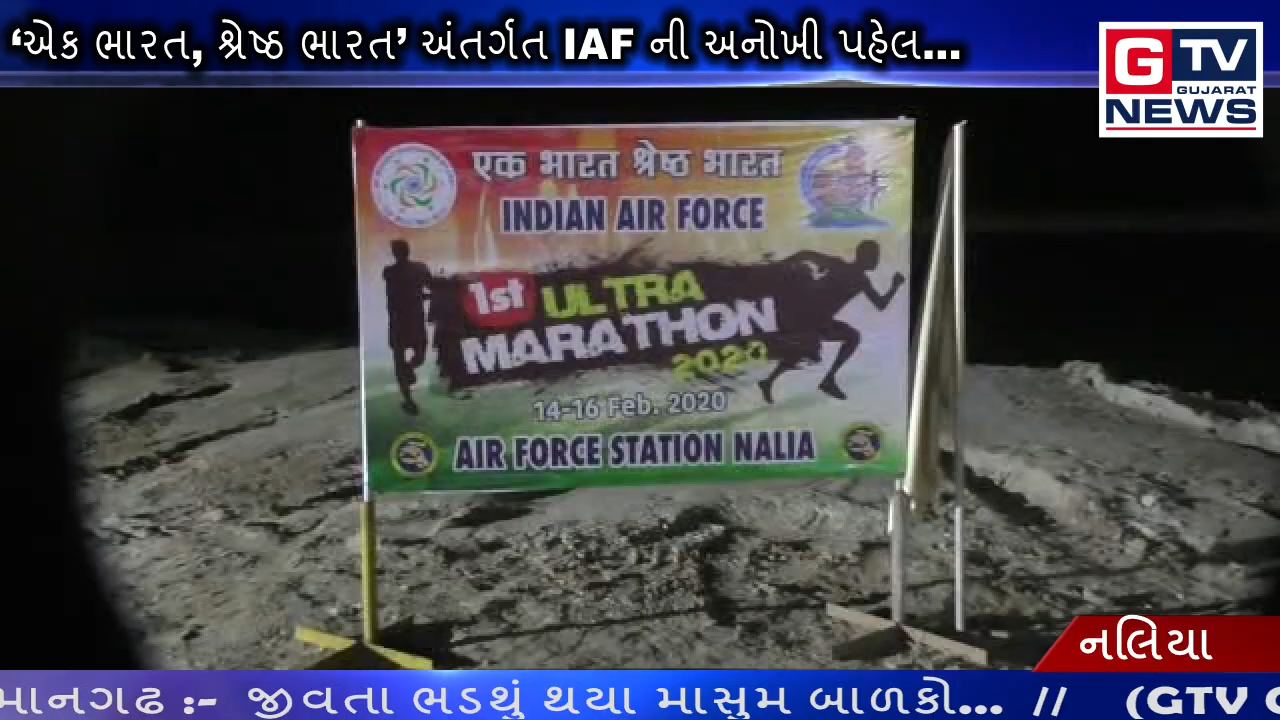 ‘એક ભારત, શ્રેષ્ઠ ભારત’ અંતર્ગત IAF ની અનોખી પહેલ...
G TV
GUJARAT
NEWS
एक भारत श्रेष्ठ भारत
INDIAN AIR FORCE
1st ULTRA
MARATHON
2020
14-16 Feb. 2020
AIR FORCE STATION NALIA
નલિયા
માનગઢ :- જીવતા ભડથું થયા માસુમ બાળકો... // (GTV G